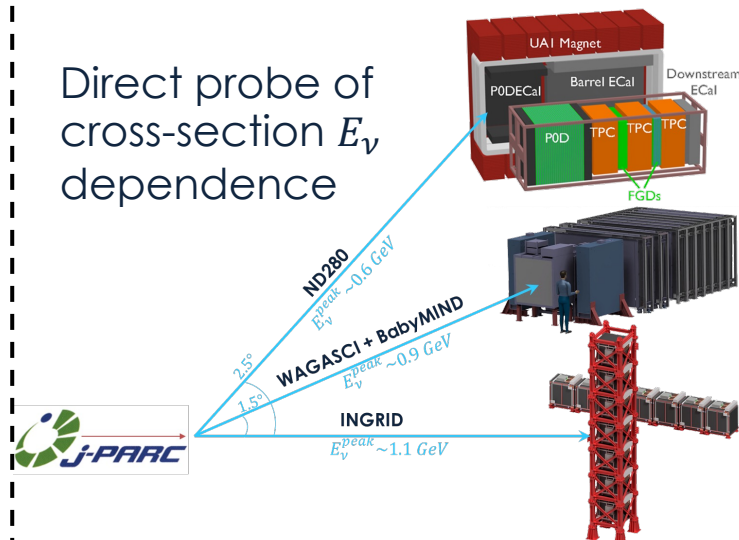 Direct probe of
cross-section E_ν
dependence
UA1 Magnet
P0DECal
Barrel ECal
Downstream
ECal
P0D
TPC
TPC
TPC
FGDs
ND280
E_ν^peak ~0.6 GeV
WAGASCI + BabyMIND
E_ν^peak ~0.9 GeV
2.5°
1.5°
INGRID
E_ν^peak ~1.1 GeV
J-PARC